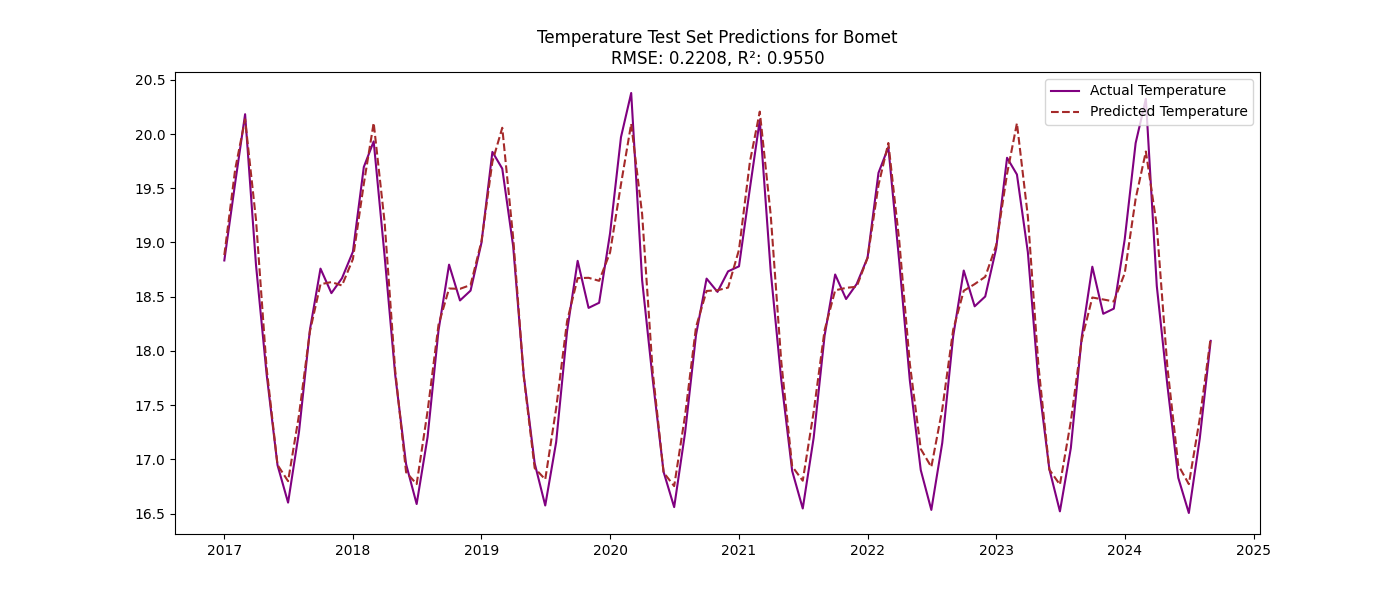 Temperature Test Set Predictions for Bomet
RMSE: 0.2208, R²: 0.9550
20.5
20.0
19.5
19.0
18.5
18.0
17.5
17.0
16.5
Actual Temperature
Predicted Temperature
2017 2018 2019 2020 2021 2022 2023 2024 2025